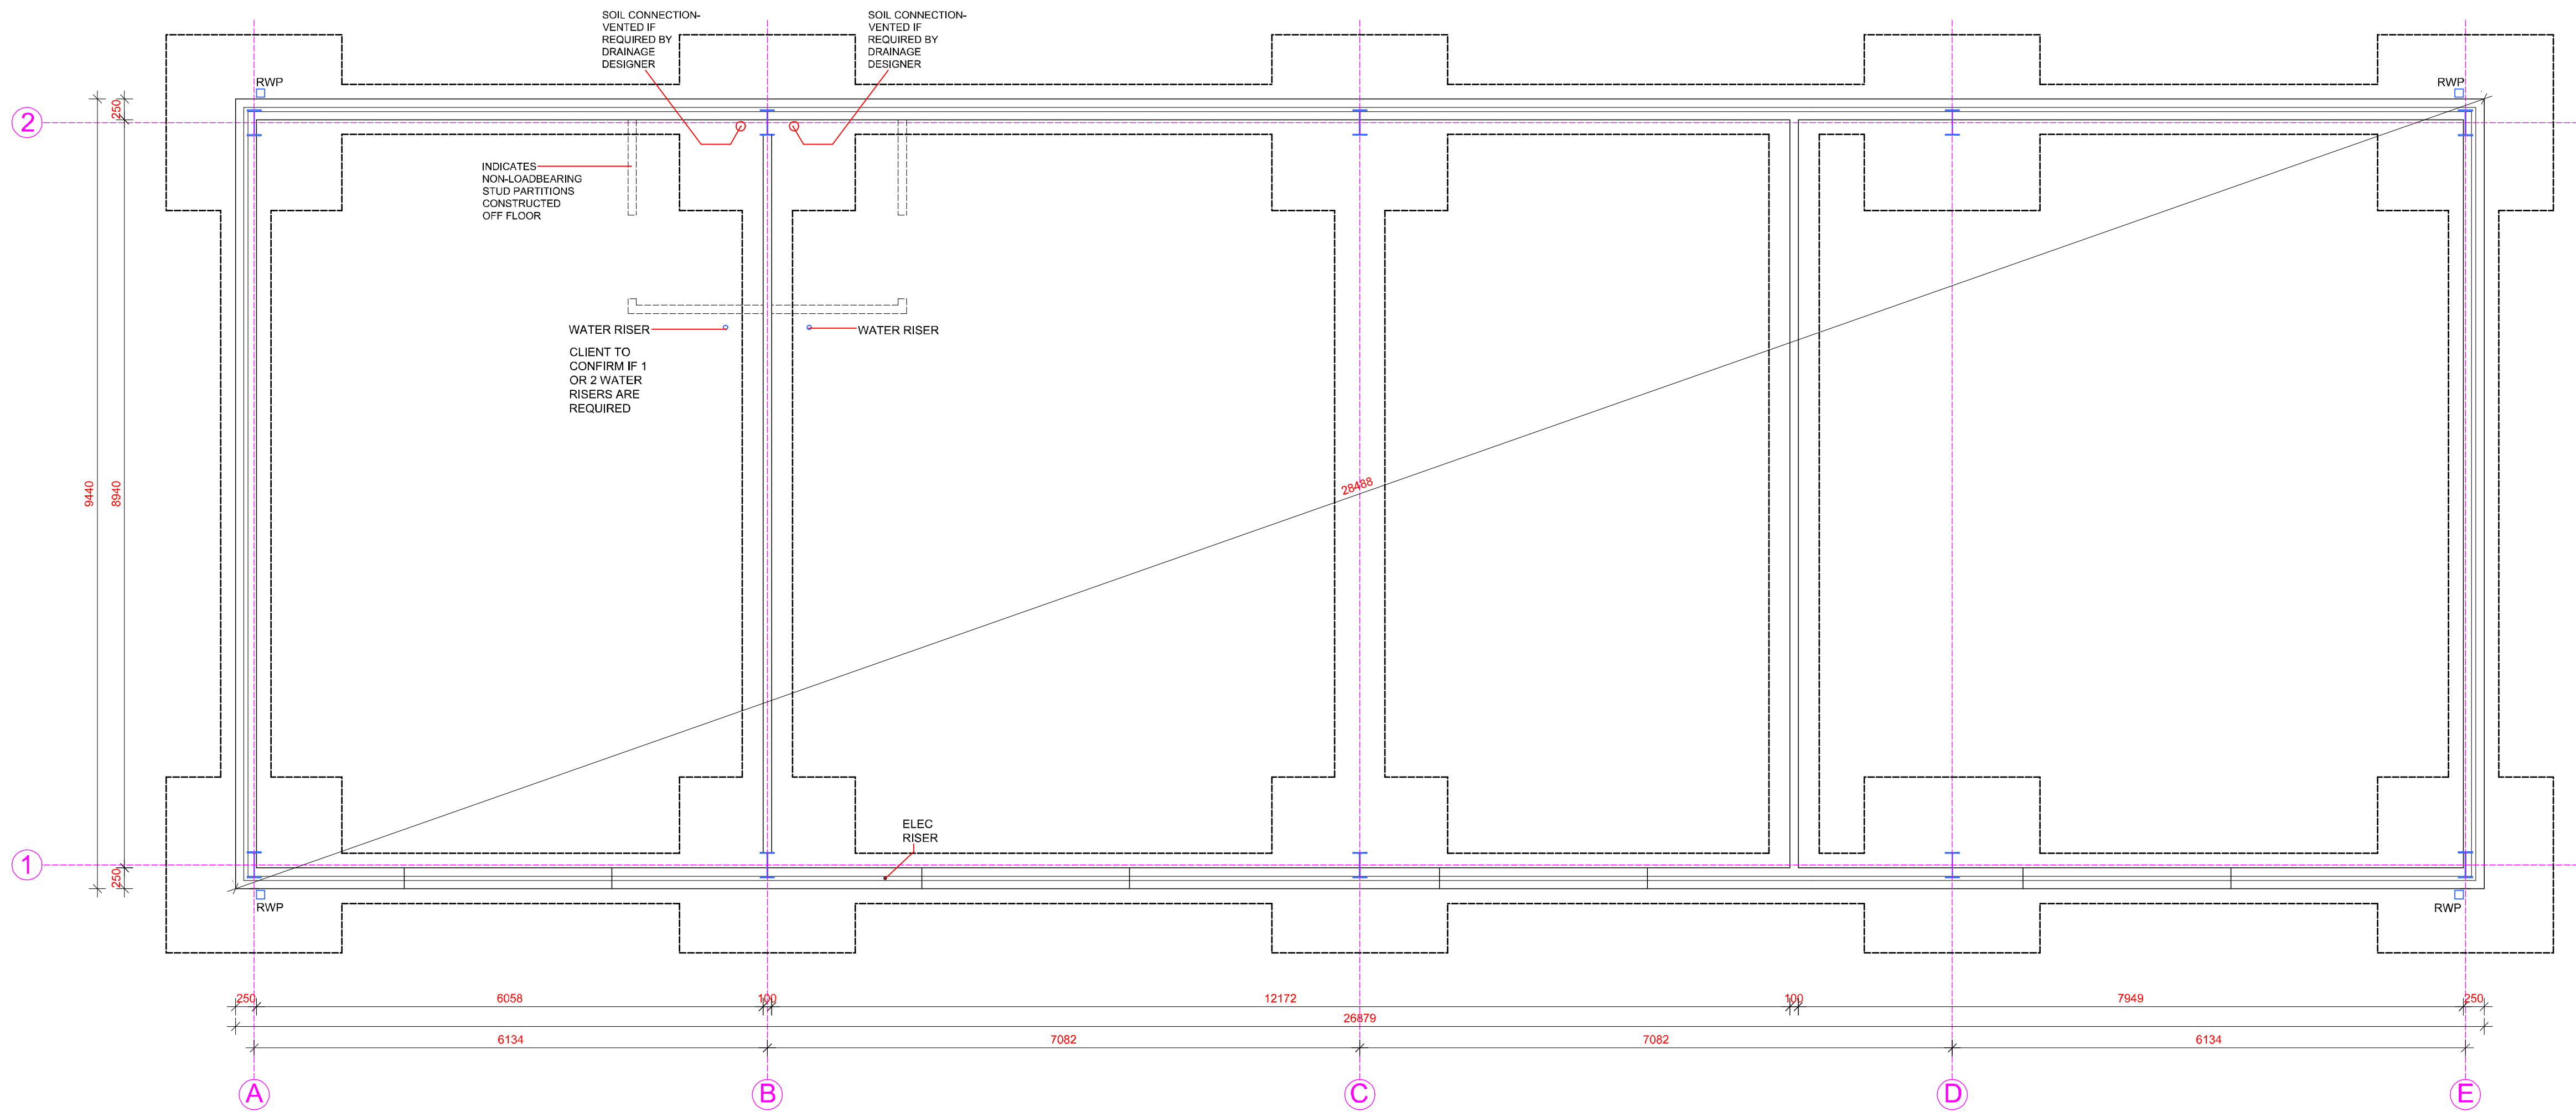 SOIL CONNECTION-
VENTED IF
REQUIRED BY
DRAINAGE
DESIGNER
SOIL CONNECTION-
VENTED IF
REQUIRED BY
DRAINAGE
DESIGNER
RWP
RWP
2
250
INDICATES
NON-LOADBEARING
STUD PARTITIONS
CONSTRUCTED
OFF FLOOR
WATER RISER
WATER RISER
CLIENT TO
CONFIRM IF 1
OR 2 WATER
RISERS ARE
REQUIRED
9440
8940
28488
ELEC
RISER
1
250
RWP
RWP
250
6058
100
12172
100
7949
250
26879
6134
7082
7082
6134
A
B
C
D
E